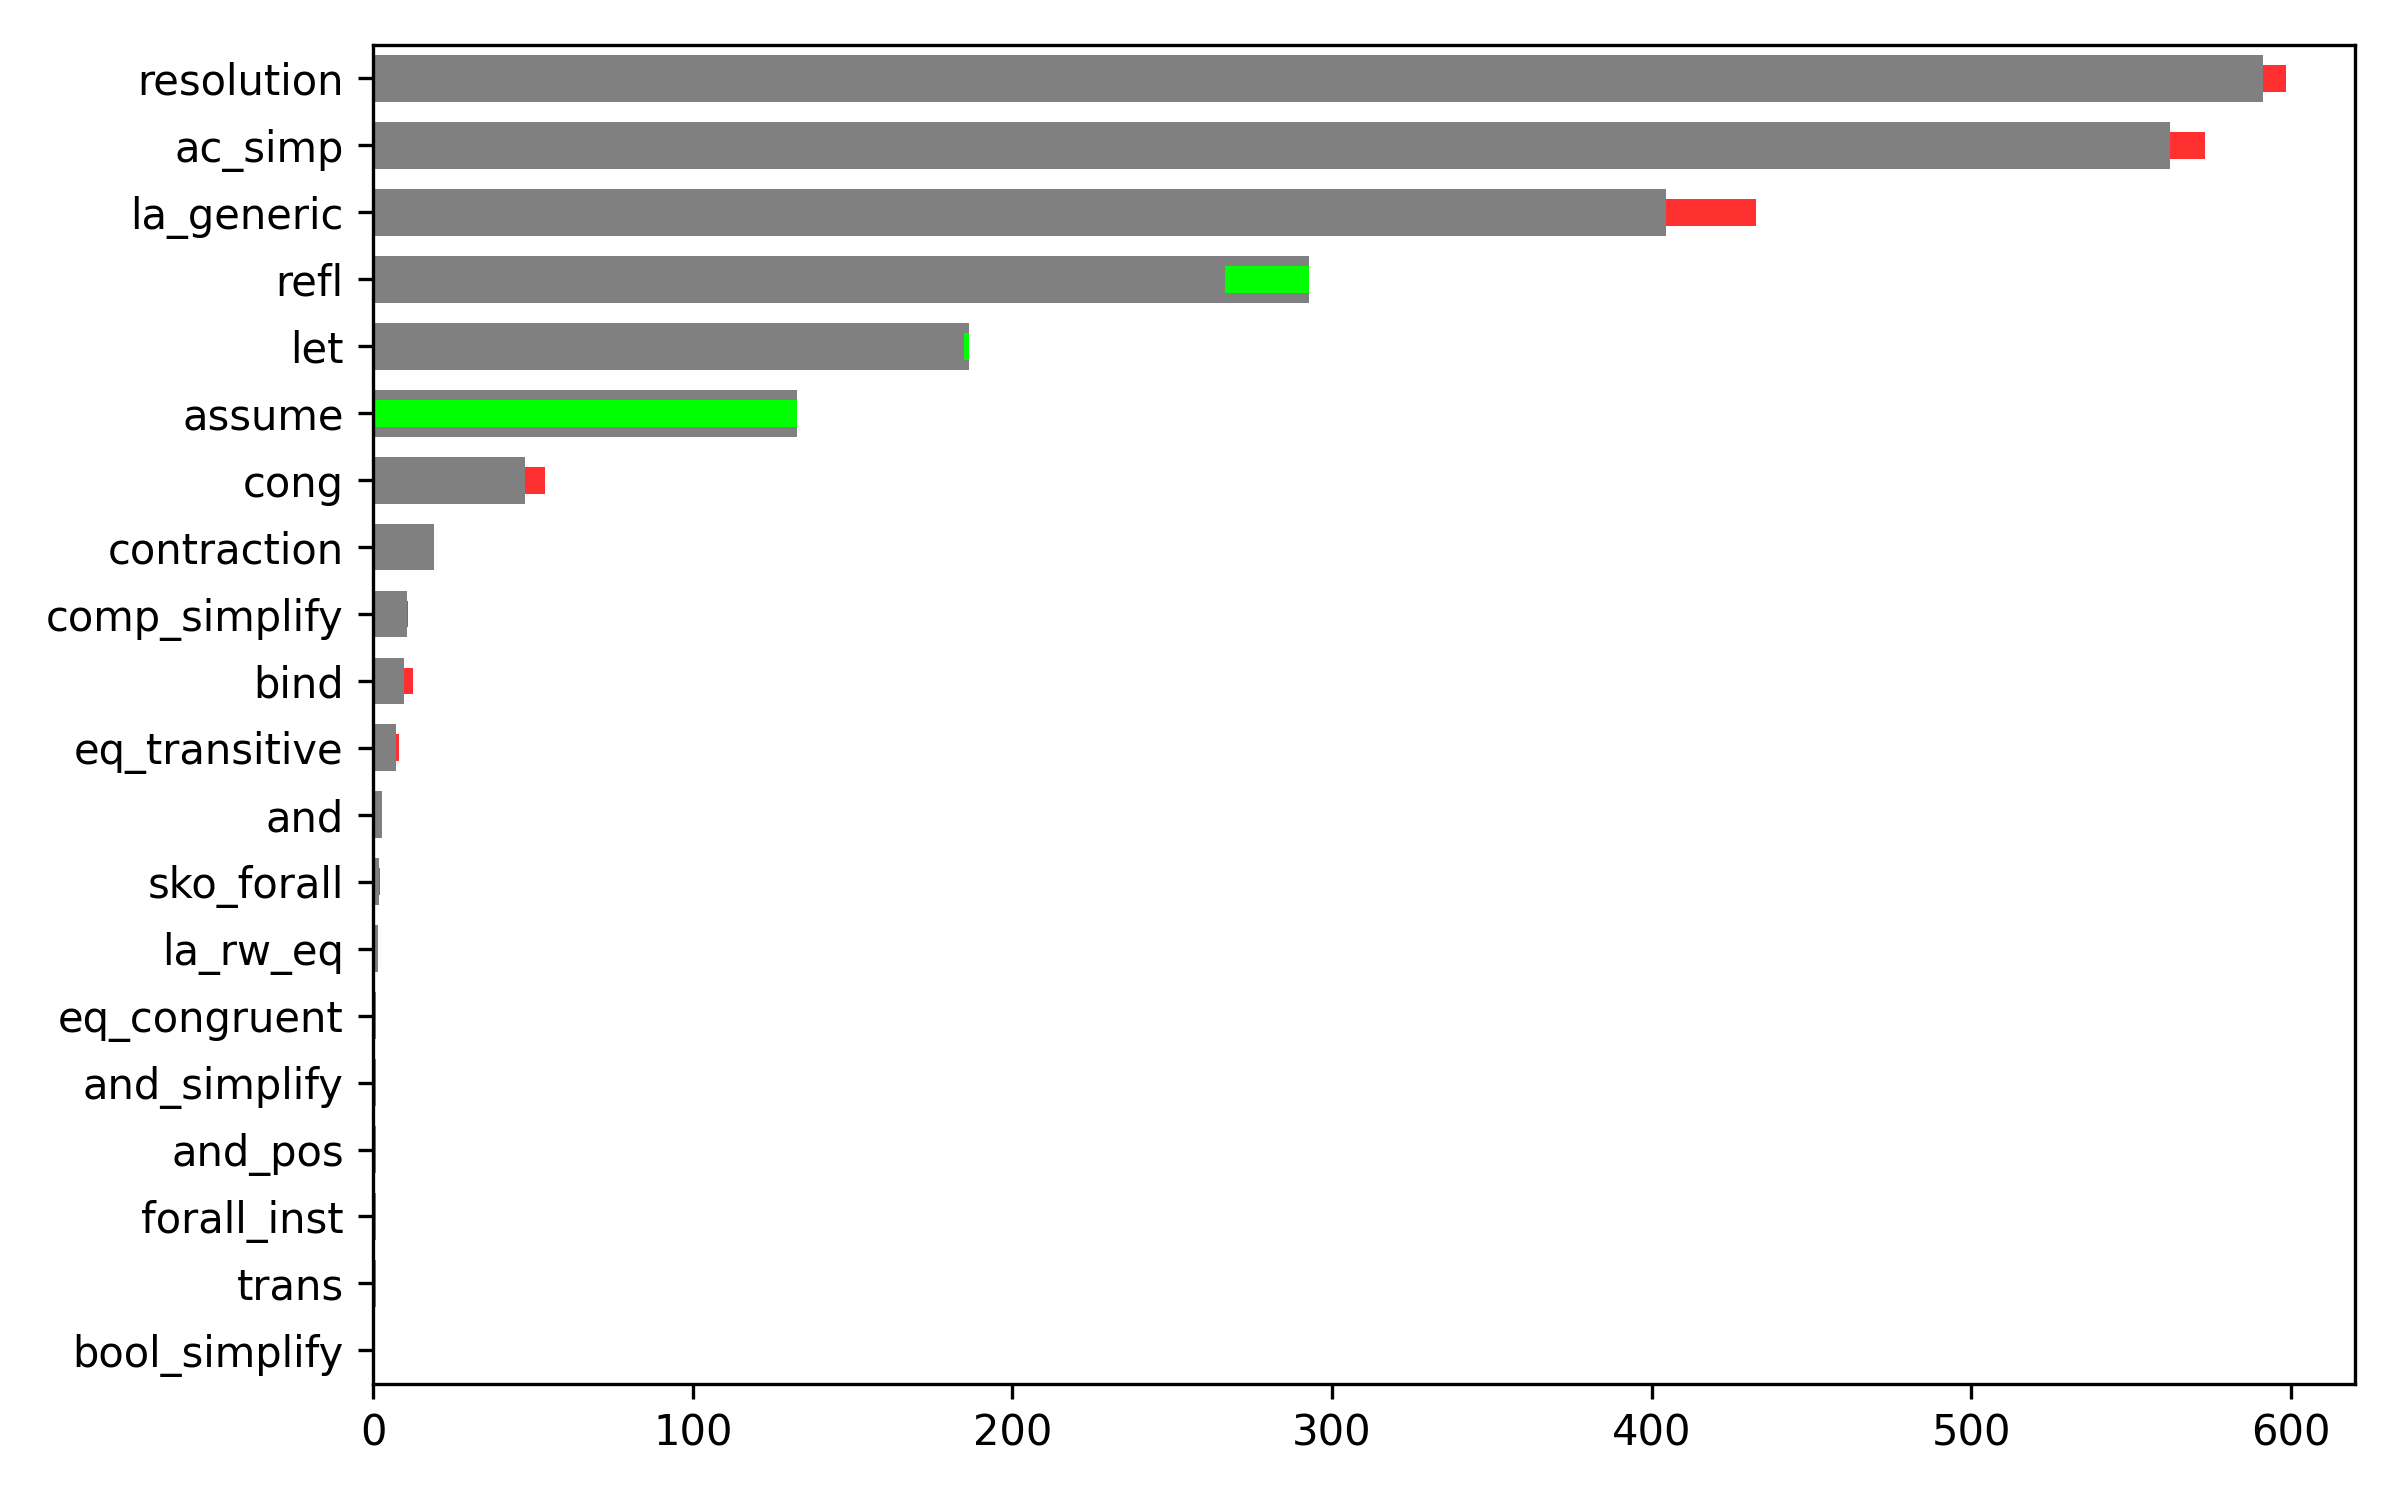 resolution
ac_simp
la_generic
refl
let
assume
cong
contraction
comp_simplify
bind
eq_transitive
and
sko_forall
la_rw_eq
eq_congruent
and_simplify
and_pos
forall_inst
trans
bool_simplify
0 100 200 300 400 500 600